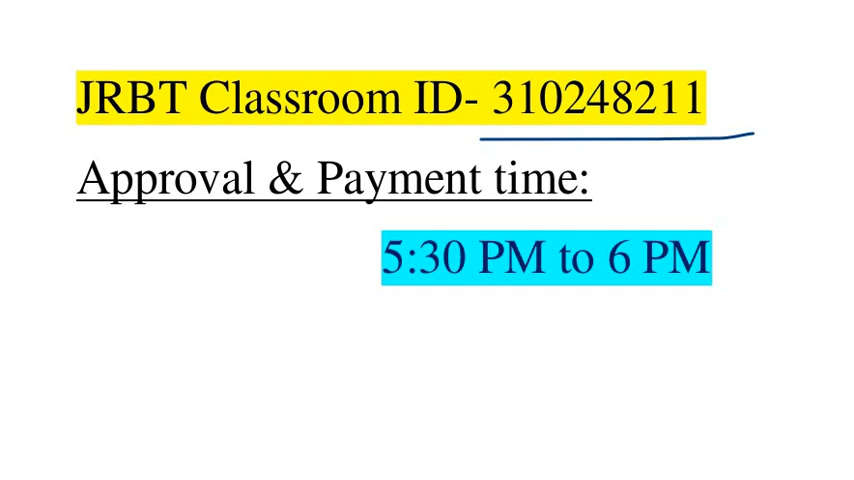 JRBT Classroom ID- 310248211
Approval & Payment time:
5:30 PM to 6 PM